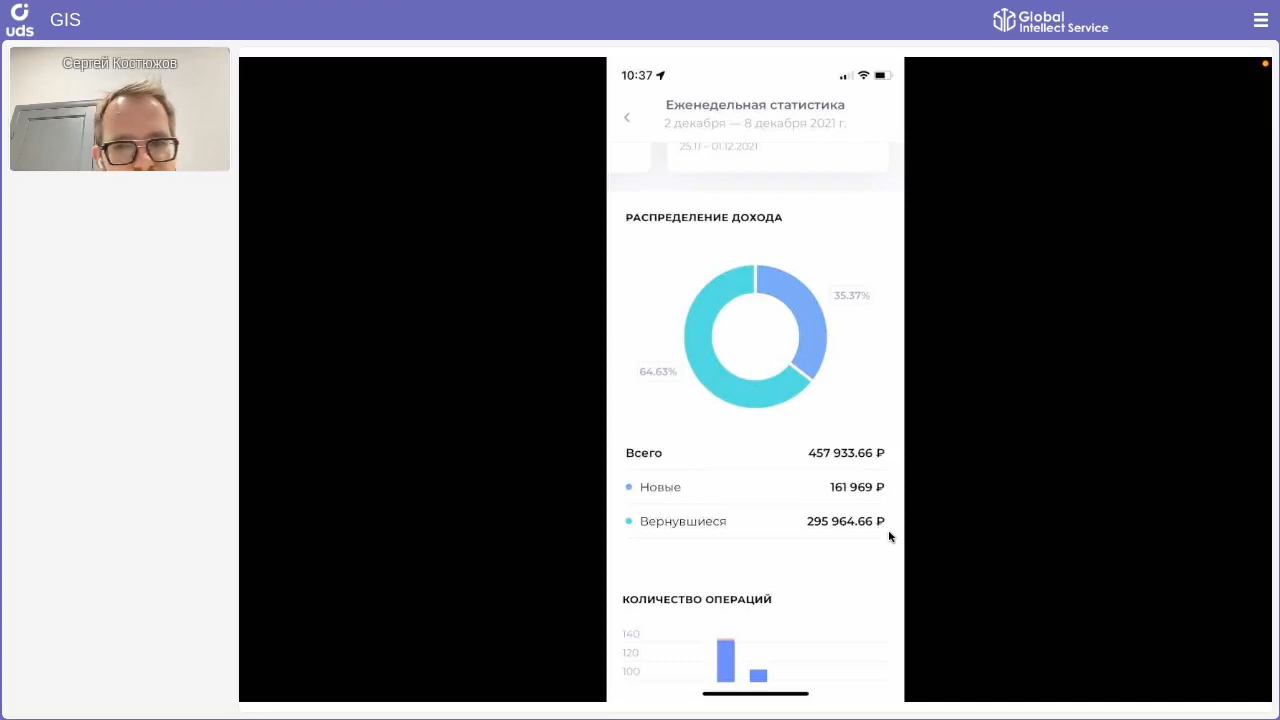 uds
GIS
Global
Intellect Service
Сергей Костюжов
10:37
Еженедельная статистика
2 декабря — 8 декабря 2021 г.
25.11 – 01.12.2021
РАСПРЕДЕЛЕНИЕ ДОХОДА
35.37%
64.63%
Всего 457 933.66 ₽
Новые 161 969 ₽
Вернувшиеся 295 964.66 ₽
КОЛИЧЕСТВО ОПЕРАЦИЙ
140
120
100